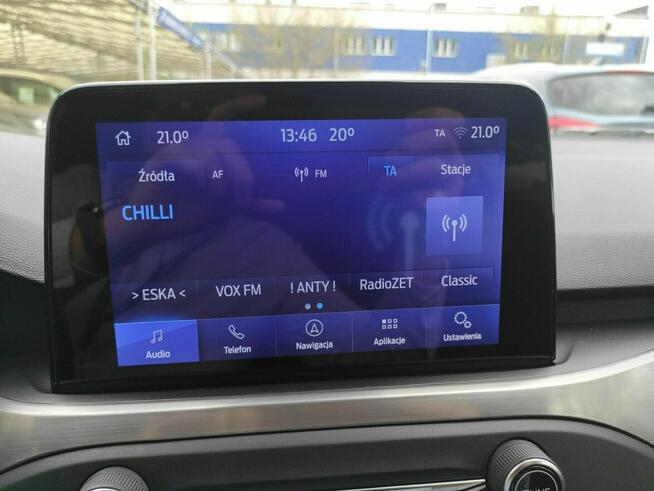 21.0° 13:46 20° TA 21.0°
Źródła AF FM TA Stacje
CHILLI
> ESKA < VOX FM ! ANTY ! RadioZET Classic
Audio Telefon Nawigacja Aplikacje Ustawienia
TUNE